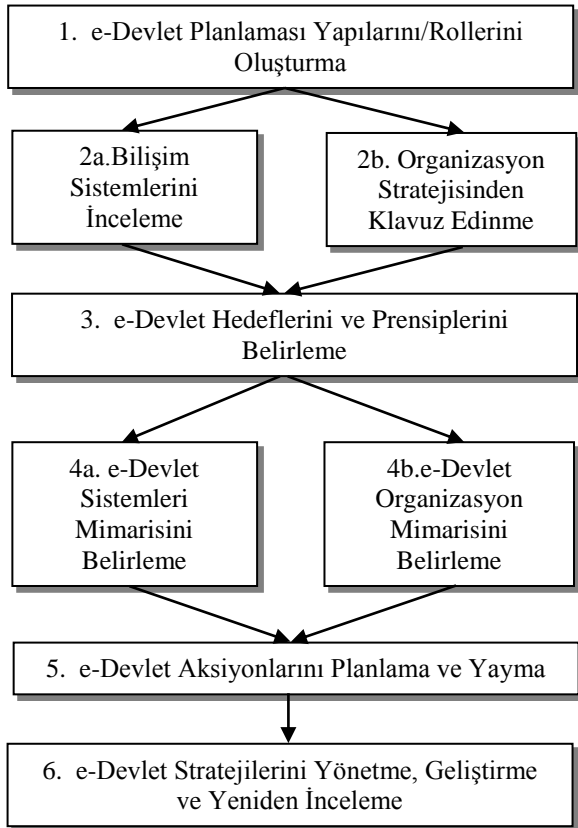 1. e-Devlet Planlaması Yapılarını/Rollerini
Oluşturma
2a.Bilişim
Sistemlerini
İnceleme
2b. Organizasyon
Stratejisinden
Klavuz Edinme
3. e-Devlet Hedeflerini ve Prensiplerini
Belirleme
4a. e-Devlet
Sistemleri
Mimarisini
Belirleme
4b.e-Devlet
Organizasyon
Mimarisini
Belirleme
5. e-Devlet Aksiyonlarını Planlama ve Yayma
6. e-Devlet Stratejilerini Yönetme, Geliştirme
ve Yeniden İnceleme